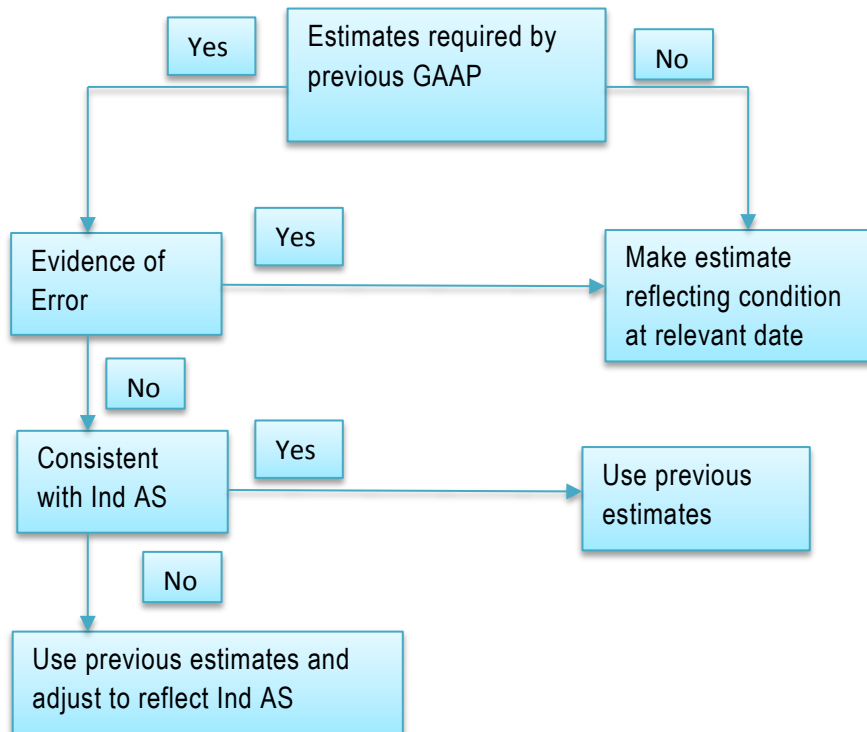 Yes
Estimates required by
previous GAAP
No
Evidence of
Error
Yes
Make estimate
reflecting condition
at relevant date
No
Consistent
with Ind AS
Yes
Use previous
estimates
No
Use previous estimates and
adjust to reflect Ind AS